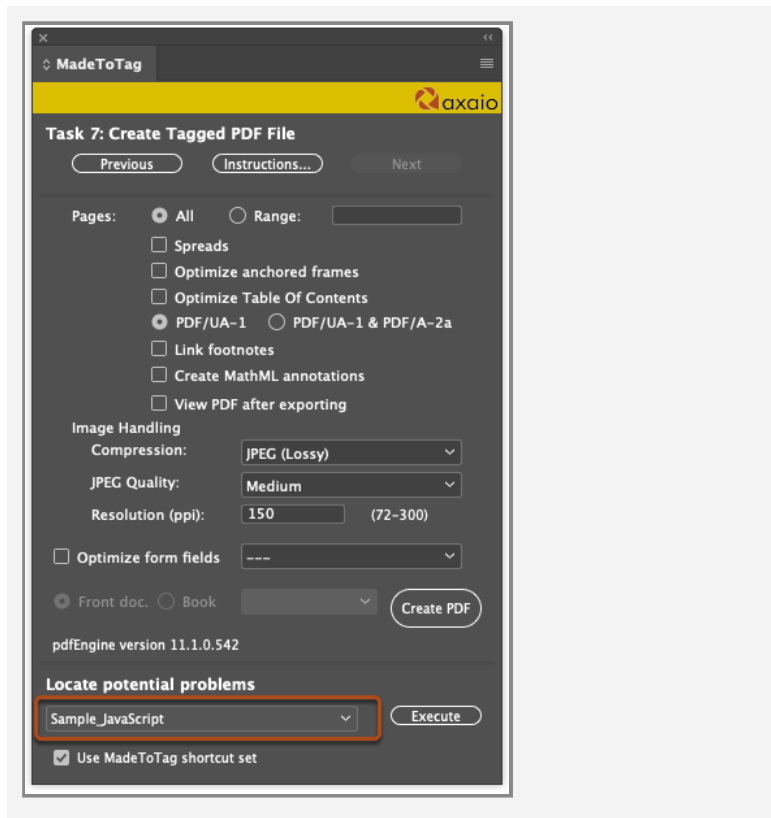 MadeToTag
axaio
Task 7: Create Tagged PDF File
Previous Instructions... Next
Pages: All Range:
Spreads
Optimize anchored frames
Optimize Table Of Contents
PDF/UA-1 PDF/UA-1 & PDF/A-2a
Link footnotes
Create MathML annotations
View PDF after exporting
Image Handling
Compression: JPEG (Lossy)
JPEG Quality: Medium
Resolution (ppi): 150 (72-300)
Optimize form fields ---
Front doc. Book Create PDF
pdfEngine version 11.1.0.542
Locate potential problems
Sample_JavaScript Execute
Use MadeToTag shortcut set